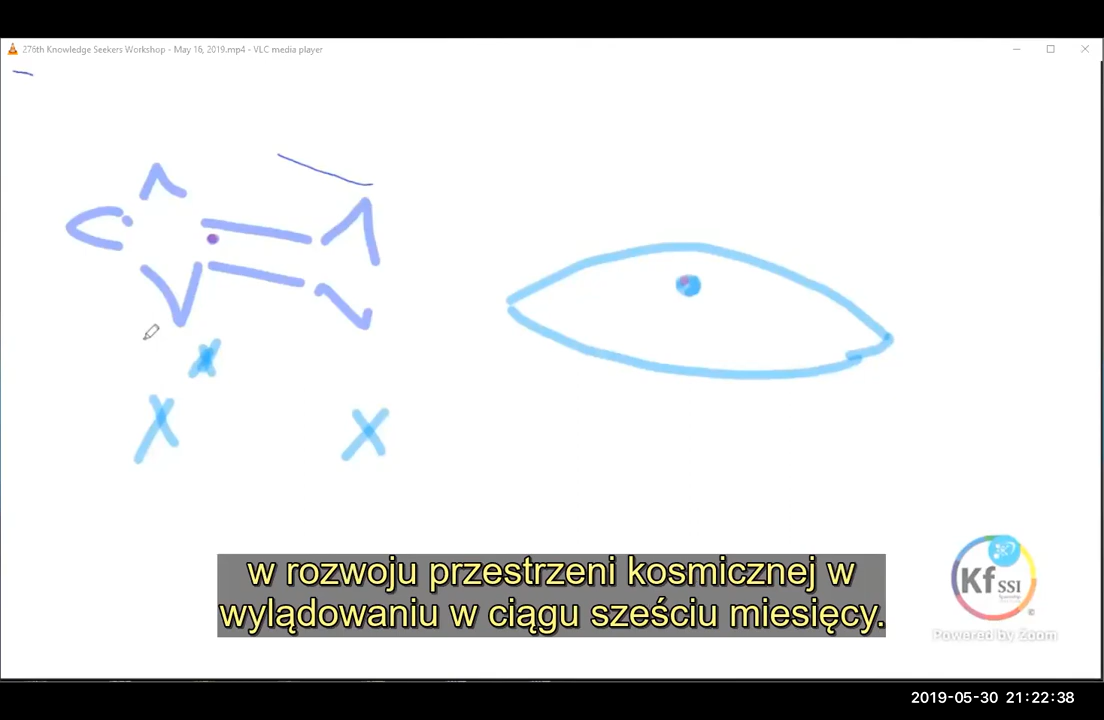 276th Knowledge Seekers Workshop - May 16, 2019.mp4 - VLC media player
X
X
X
w rozwoju przestrzeni kosmicznej w
wylądowaniu w ciągu sześciu miesięcy.
Kf SSI
©
Powered by Zoom
2019-05-30 21:22:38